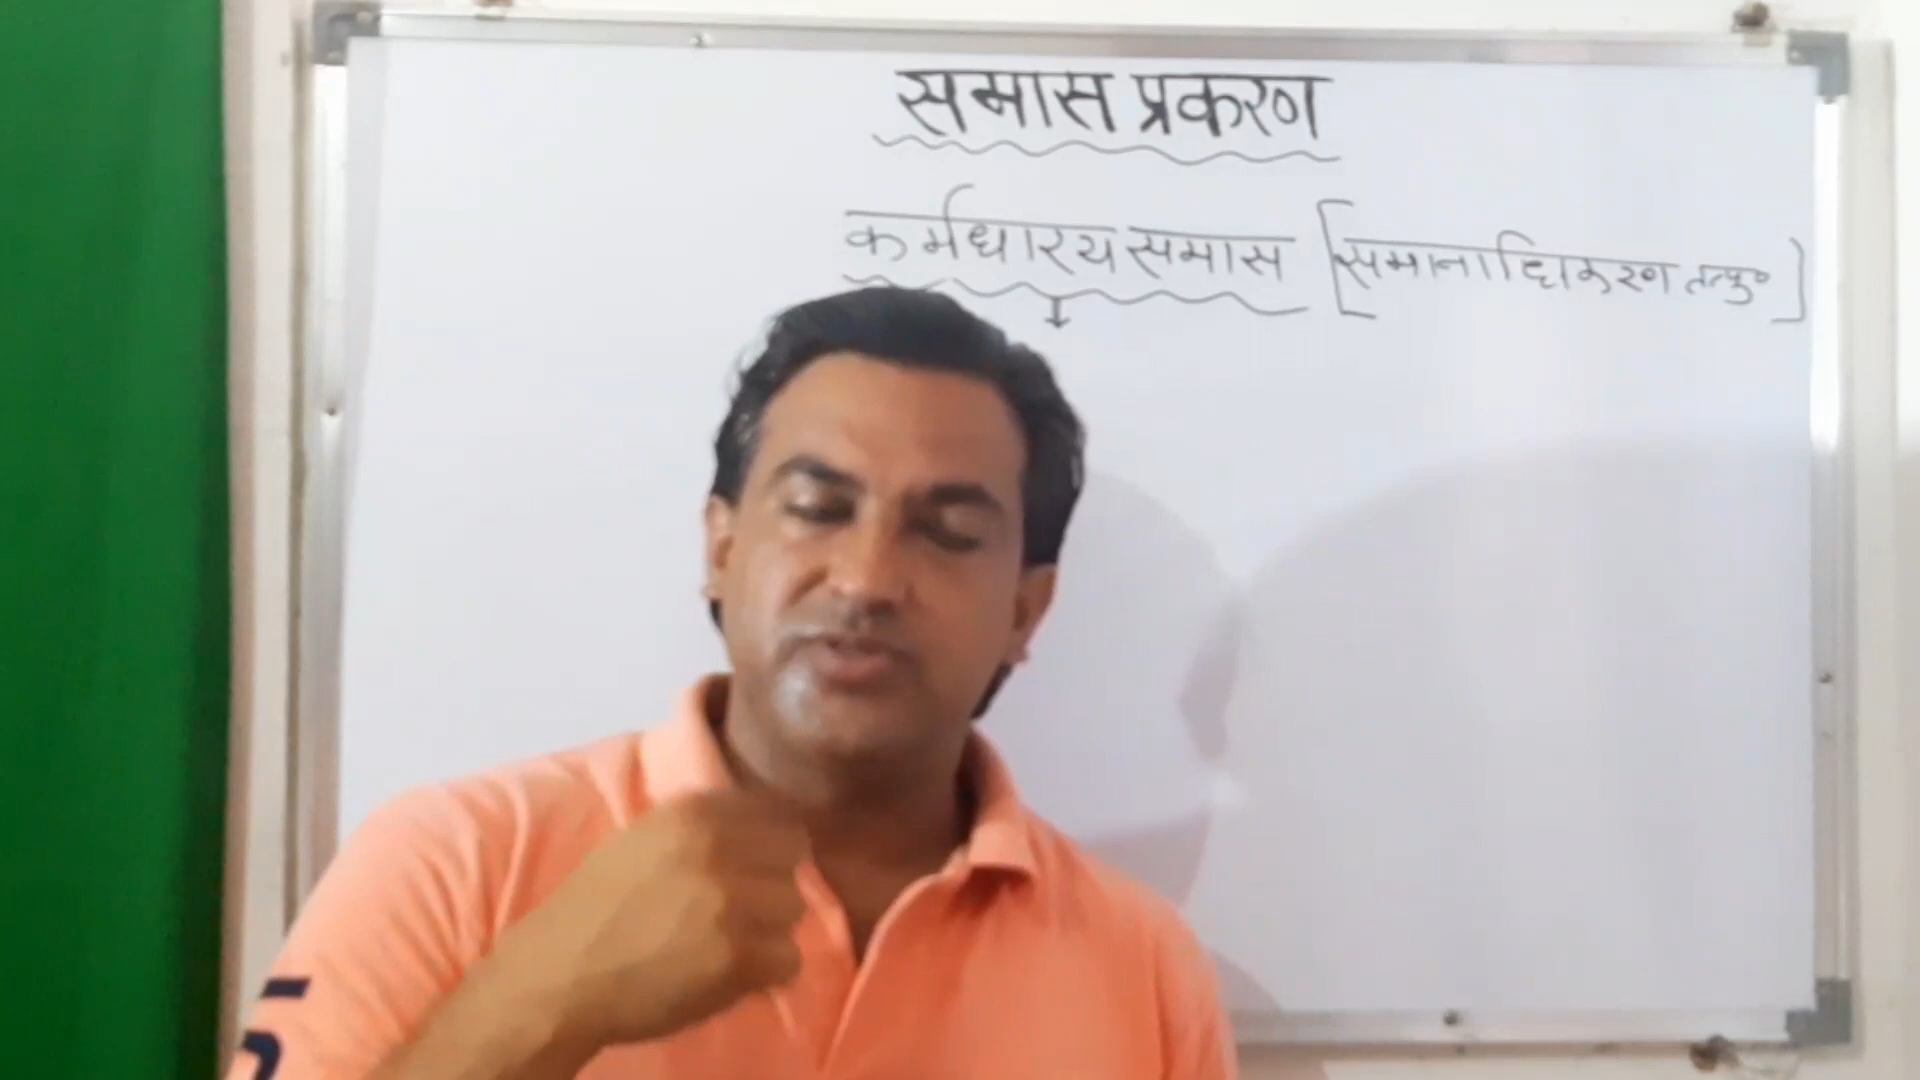 समास प्रकरण
कर्मधारय समास [समानाधिकरण तत्पु०]